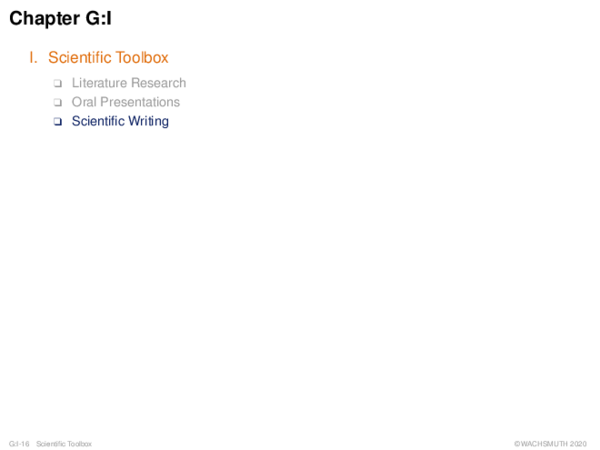 Chapter G:I
I. Scientific Toolbox
❑ Literature Research
❑ Oral Presentations
❑ Scientific Writing
G:I-16 Scientific Toolbox
©WACHSMUTH 2020